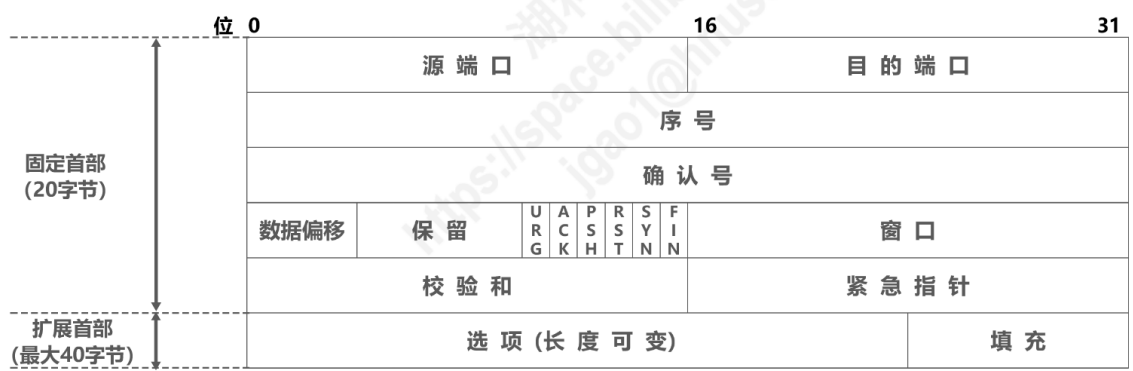 位 0 16 31
源端口 目的端口
序号
固定首部
(20字节)
确认号
数据偏移 保留 URG ACK PSH RST SYN FIN 窗口
校验和 紧急指针
扩展首部
(最大40字节)
选项(长度可变) 填充
https://space.bili
jgao1@hnus
湖科